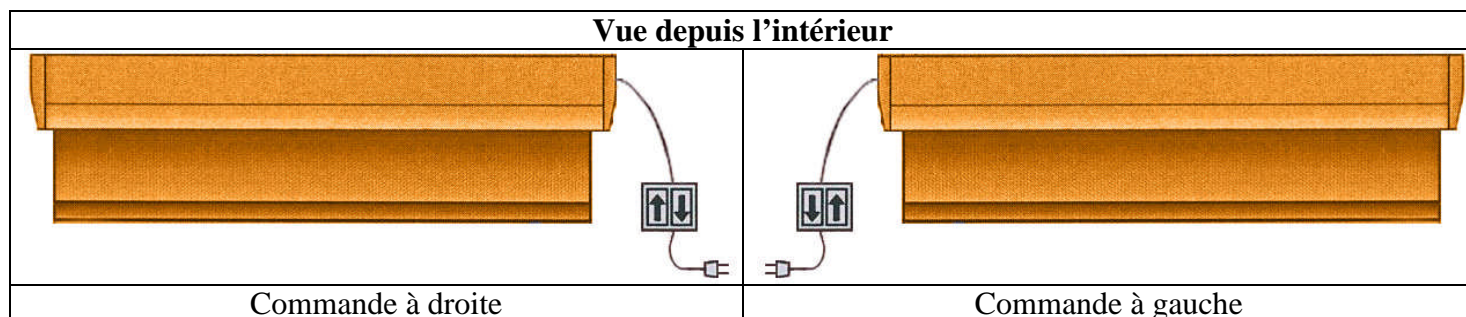 Vue depuis l’intérieur
Commande à droite
Commande à gauche